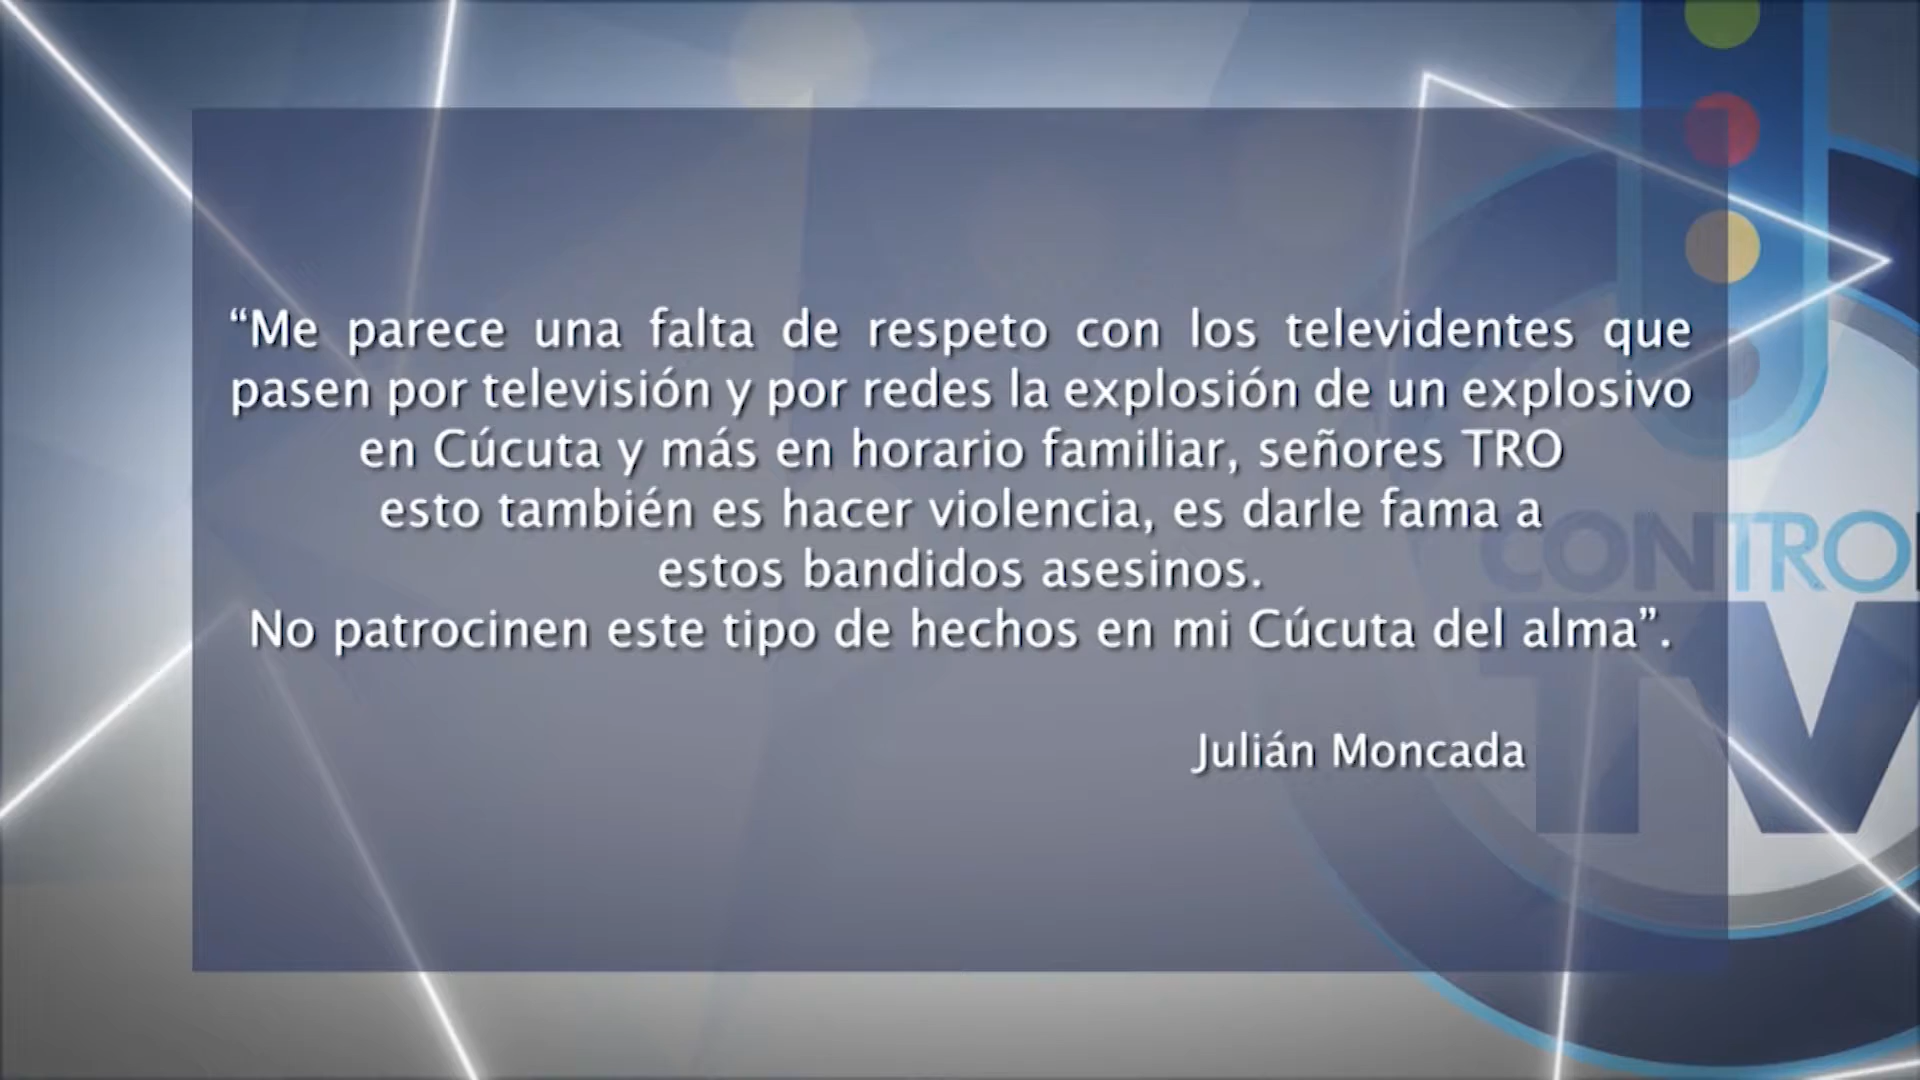 “Me parece una falta de respeto con los televidentes que
pasen por televisión y por redes la explosión de un explosivo
en Cúcuta y más en horario familiar, señores TRO
esto también es hacer violencia, es darle fama a
estos bandidos asesinos.
No patrocinen este tipo de hechos en mi Cúcuta del alma”.
Julián Moncada
CONTRO
TV